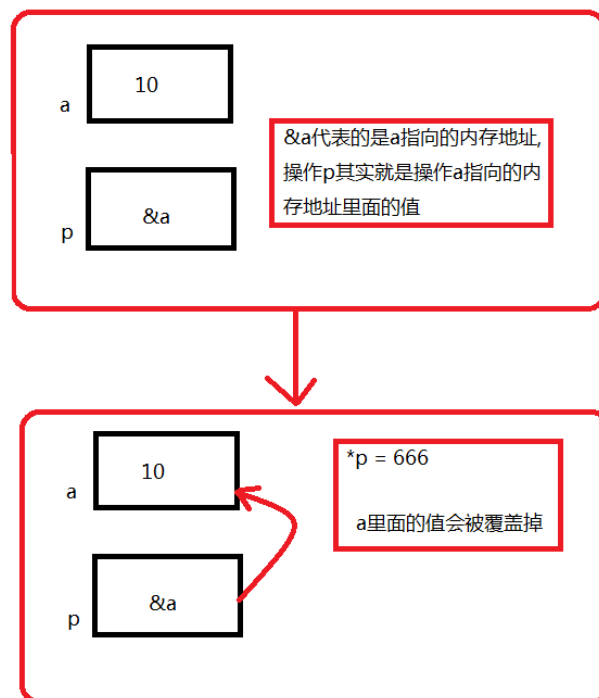 10
a
&a代表的是a指向的内存地址,
操作p其实就是操作a指向的内
存地址里面的值
&a
p
10
a
*p = 666
a里面的值会被覆盖掉
&a
p